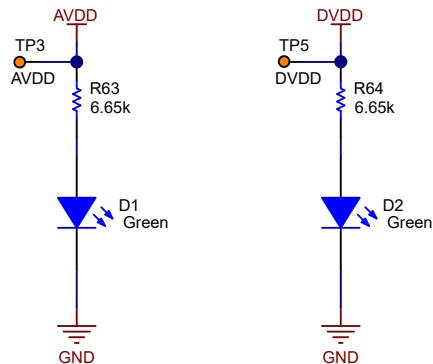 AVDD
TP3
AVDD
R63
6.65k
D1
Green
GND
DVDD
TP5
DVDD
R64
6.65k
D2
Green
GND